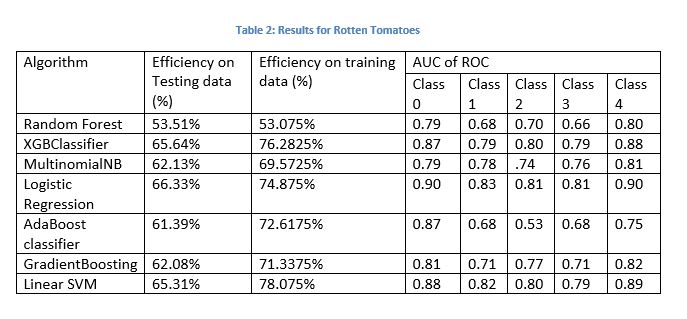 Table 2: Results for Rotten Tomatoes
Algorithm Efficiency on Testing data (%) Efficiency on training data (%) AUC of ROC
Class 0 Class 1 Class 2 Class 3 Class 4
Random Forest 53.51% 53.075% 0.79 0.68 0.70 0.66 0.80
XGBClassifier 65.64% 76.2825% 0.87 0.79 0.80 0.79 0.88
MultinomialNB 62.13% 69.5725% 0.79 0.78 .74 0.76 0.81
Logistic Regression 66.33% 74.875% 0.90 0.83 0.81 0.81 0.90
AdaBoost classifier 61.39% 72.6175% 0.87 0.68 0.53 0.68 0.75
GradientBoosting 62.08% 71.3375% 0.81 0.71 0.77 0.71 0.82
Linear SVM 65.31% 78.075% 0.88 0.82 0.80 0.79 0.89